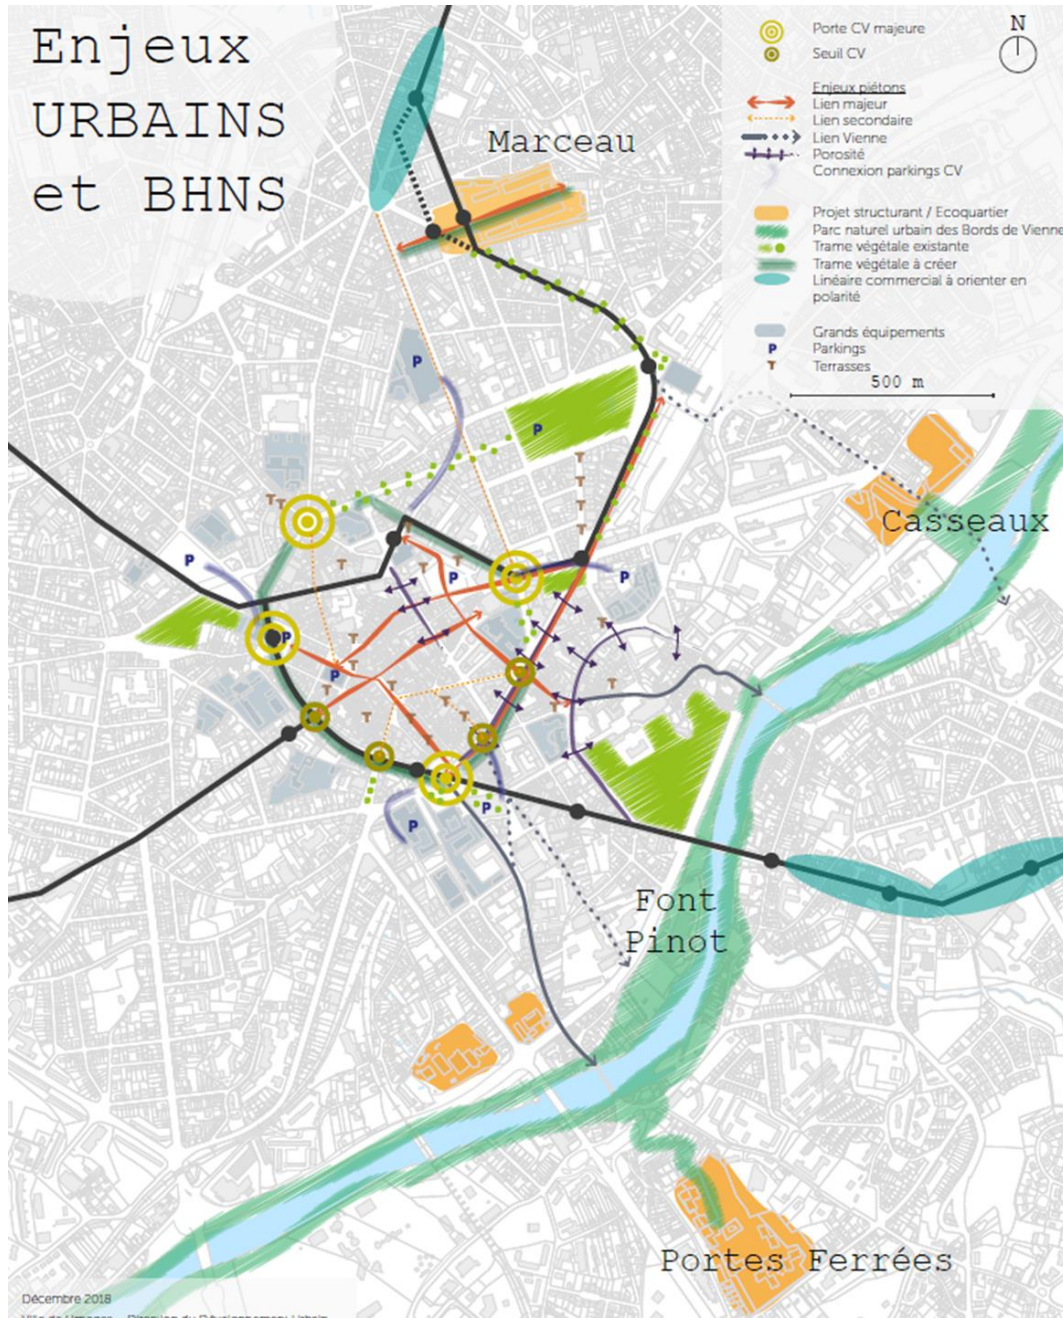 Enjeux
URBAINS
et BHNS
Porte CV majeure
Seuil CV
N
Enjeux piétons
Lien majeur
Lien secondaire
Lien Vienne
Porosité
Connexion parkings CV
Projet structurant / Ecoquartier
Parc naturel urbain des Bords de Vienne
Trame végétale existante
Trame végétale à créer
Linéaire commercial à orienter en
polarité
Grands équipements
P Parkings
T Terrasses
500 m
Marceau
P
P
T
T
T
T
T
T
T
T
Casseaux
P
T
T
T
P
P
T
P
T
T
P
T
T
T
T
T
T
T
T
T
T
P
P
Font
Pinot
Portes Ferrées
Décembre 2018